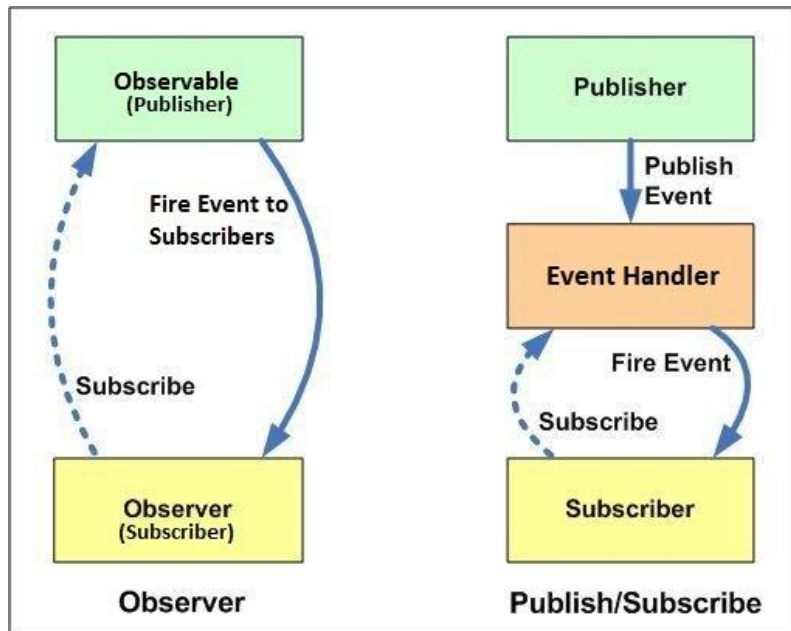 Observable
(Publisher)
Fire Event to
Subscribers
Subscribe
Observer
(Subscriber)
Observer
Publisher
Publish
Event
Event Handler
Fire Event
Subscribe
Subscriber
Publish/Subscribe